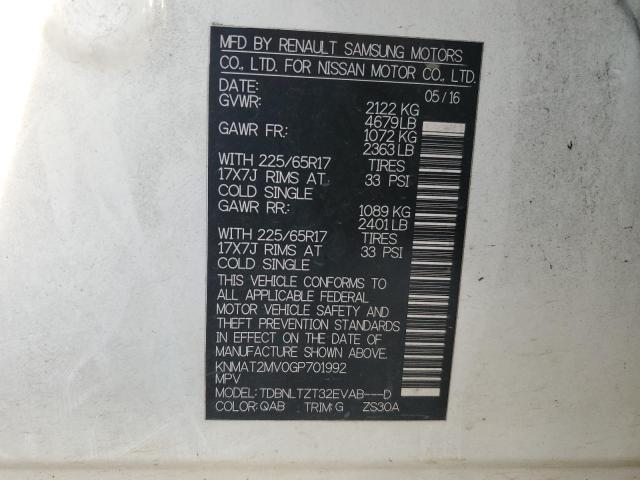 MFD BY RENAULT SAMSUNG MOTORS
CO., LTD. FOR NISSAN MOTOR CO., LTD.
DATE: 05/16
GVWR: 2122 KG
4679 LB
GAWR FR: 1072 KG
2363 LB
WITH 225/65R17 TIRES
17X7J RIMS AT 33 PSI
COLD SINGLE
GAWR RR: 1089 KG
2401 LB
WITH 225/65R17 TIRES
17X7J RIMS AT 33 PSI
COLD SINGLE
THIS VEHICLE CONFORMS TO
ALL APPLICABLE FEDERAL
MOTOR VEHICLE SAFETY AND
THEFT PREVENTION STANDARDS
IN EFFECT ON THE DATE OF
MANUFACTURE SHOWN ABOVE.
KNMAT2MV0GP701992
MPV
MODEL: TDBNLTZT32EVAB---D
COLOR: QAB TRIM: G ZS30A